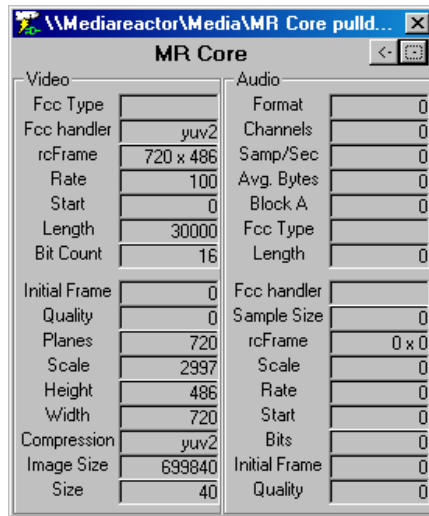 \\Mediareactor\Media\MR Core pulld...
MR Core
<-
Video
Fcc Type
Fcc handler yuv2
rcFrame 720 x 486
Rate 100
Start 0
Length 30000
Bit Count 16
Initial Frame 0
Quality 0
Planes 720
Scale 2997
Height 486
Width 720
Compression yuv2
Image Size 699840
Size 40
Audio
Format 0
Channels 0
Samp/Sec 0
Avg. Bytes 0
Block A 0
Fcc Type
Length 0
Fcc handler
Sample Size 0
rcFrame 0 x 0
Scale 0
Rate 0
Start 0
Bits 0
Initial Frame 0
Quality 0